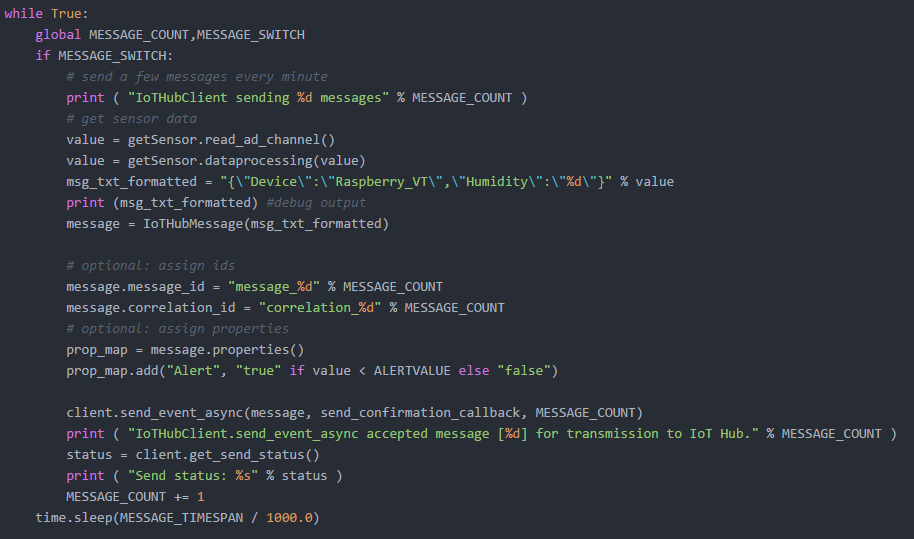 while True:
    global MESSAGE_COUNT,MESSAGE_SWITCH
    if MESSAGE_SWITCH:
        # send a few messages every minute
        print ( "IoTHubClient sending %d messages" % MESSAGE_COUNT )
        # get sensor data
        value = getSensor.read_ad_channel()
        value = getSensor.dataprocessing(value)
        msg_txt_formatted = "{\"Device\":\"Raspberry_VT\",\"Humidity\":\"%d\"}" % value
        print (msg_txt_formatted) #debug output
        message = IoTHubMessage(msg_txt_formatted)

        # optional: assign ids
        message.message_id = "message_%d" % MESSAGE_COUNT
        message.correlation_id = "correlation_%d" % MESSAGE_COUNT
        # optional: assign properties
        prop_map = message.properties()
        prop_map.add("Alert", "true" if value < ALERTVALUE else "false")

        client.send_event_async(message, send_confirmation_callback, MESSAGE_COUNT)
        print ( "IoTHubClient.send_event_async accepted message [%d] for transmission to IoT Hub." % MESSAGE_COUNT )
        status = client.get_send_status()
        print ( "Send status: %s" % status )
        MESSAGE_COUNT += 1
    time.sleep(MESSAGE_TIMESPAN / 1000.0)